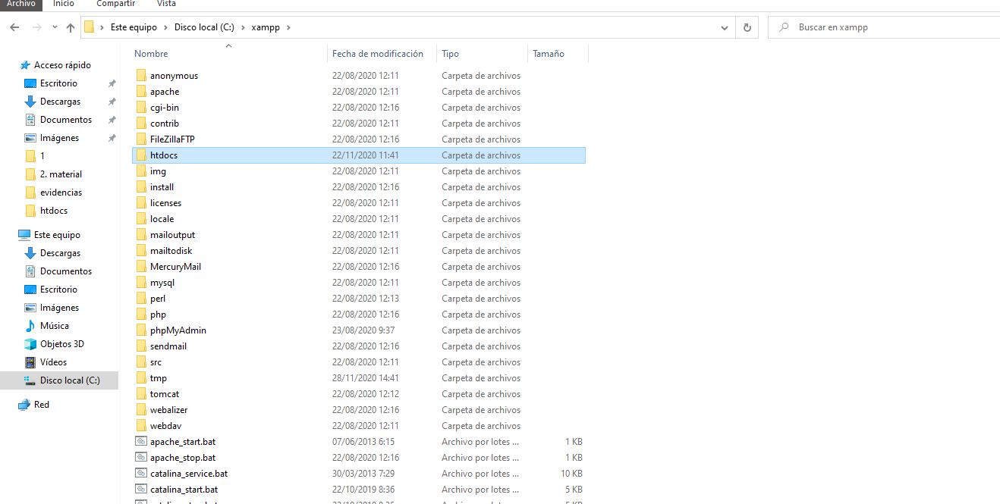 Archivo Inicio Compartir Vista
Este equipo Disco local (C:) xampp Buscar en xampp
Nombre Fecha de modificación Tipo Tamaño
Acceso rápido
Escritorio
Descargas
Documentos
Imágenes
1
2. material
evidencias
htdocs
Este equipo
Descargas
Documentos
Escritorio
Imágenes
Música
Objetos 3D
Vídeos
Disco local (C:)
Red
anonymous 22/08/2020 12:11 Carpeta de archivos
apache 22/08/2020 12:11 Carpeta de archivos
cgi-bin 22/08/2020 12:16 Carpeta de archivos
contrib 22/08/2020 12:11 Carpeta de archivos
FileZillaFTP 22/08/2020 12:16 Carpeta de archivos
htdocs 22/11/2020 11:41 Carpeta de archivos
img 22/08/2020 12:11 Carpeta de archivos
install 22/08/2020 12:16 Carpeta de archivos
licenses 22/08/2020 12:11 Carpeta de archivos
locale 22/08/2020 12:11 Carpeta de archivos
mailoutput 22/08/2020 12:11 Carpeta de archivos
mailtodisk 22/08/2020 12:11 Carpeta de archivos
MercuryMail 22/08/2020 12:16 Carpeta de archivos
mysql 22/08/2020 12:11 Carpeta de archivos
perl 22/08/2020 12:13 Carpeta de archivos
php 22/08/2020 12:16 Carpeta de archivos
phpMyAdmin 23/08/2020 9:37 Carpeta de archivos
sendmail 22/08/2020 12:16 Carpeta de archivos
src 22/08/2020 12:11 Carpeta de archivos
tmp 28/11/2020 14:41 Carpeta de archivos
tomcat 22/08/2020 12:12 Carpeta de archivos
webalizer 22/08/2020 12:16 Carpeta de archivos
webdav 22/08/2020 12:11 Carpeta de archivos
apache_start.bat 07/06/2013 6:15 Archivo por lotes ... 1 KB
apache_stop.bat 22/08/2020 12:16 Archivo por lotes ... 1 KB
catalina_service.bat 30/03/2013 7:29 Archivo por lotes ... 10 KB
catalina_start.bat 22/10/2019 8:36 Archivo por lotes ... 5 KB